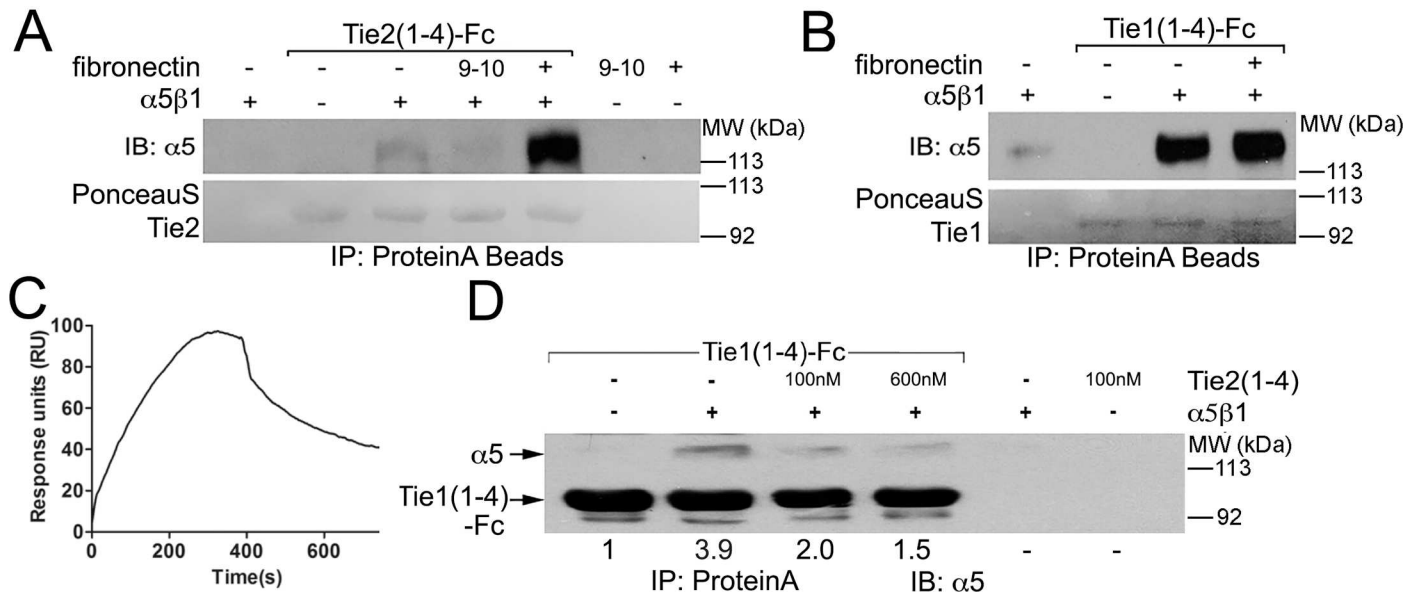 A
Tie2(1-4)-Fc
fibronectin - - - 9-10 + 9-10 +
α5β1 + - + + + - -
IB: α5
MW (kDa)
113
PonceauS
Tie2
113
92
IP: ProteinA Beads
B
Tie1(1-4)-Fc
fibronectin - - - +
α5β1 + - + +
IB: α5
MW (kDa)
113
PonceauS
Tie1
113
92
IP: ProteinA Beads
C
Response units (RU)
100
80
60
40
20
0
0 200 400 600
Time(s)
D
Tie1(1-4)-Fc
- - 100nM 600nM - 100nM Tie2(1-4)
- + + + + - α5β1
MW (kDa)
α5
113
Tie1(1-4)
-Fc
92
1 3.9 2.0 1.5 - -
IP: ProteinA IB: α5